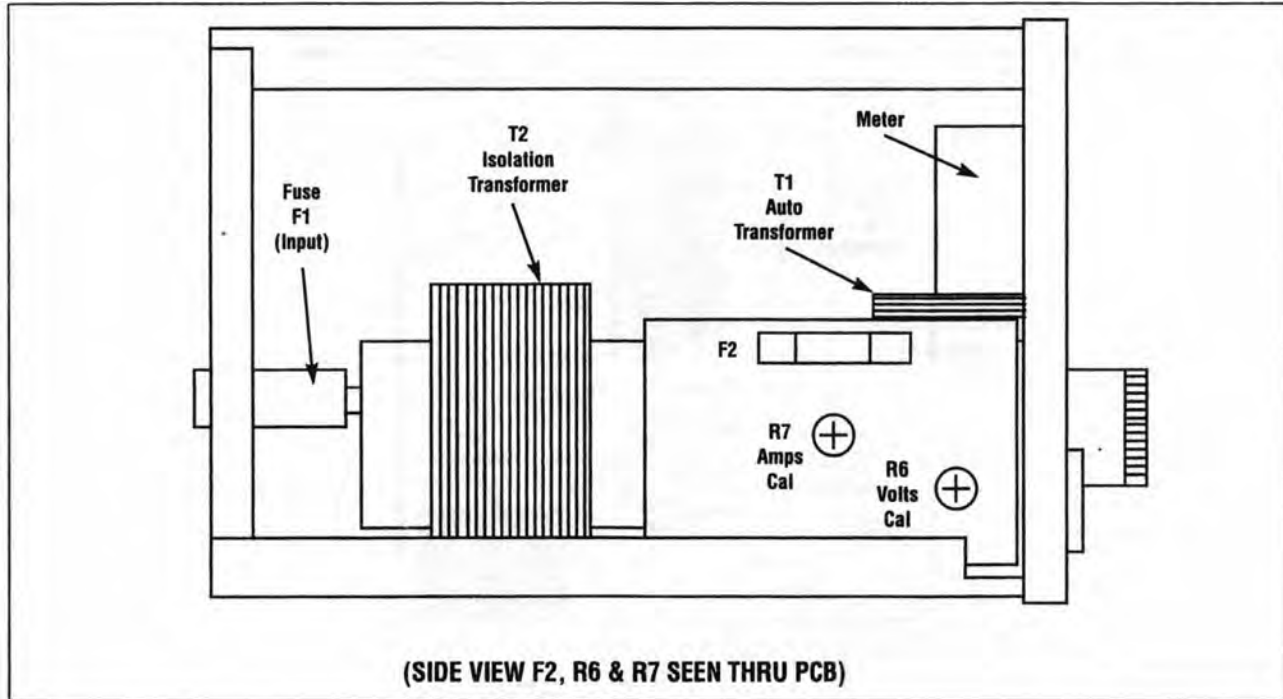 Meter
T2
Isolation
Transformer
T1
Auto
Transformer
Fuse
F1
(Input)
F2
R7
Amps
Cal
R6
Volts
Cal
(SIDE VIEW F2, R6 & R7 SEEN THRU PCB)